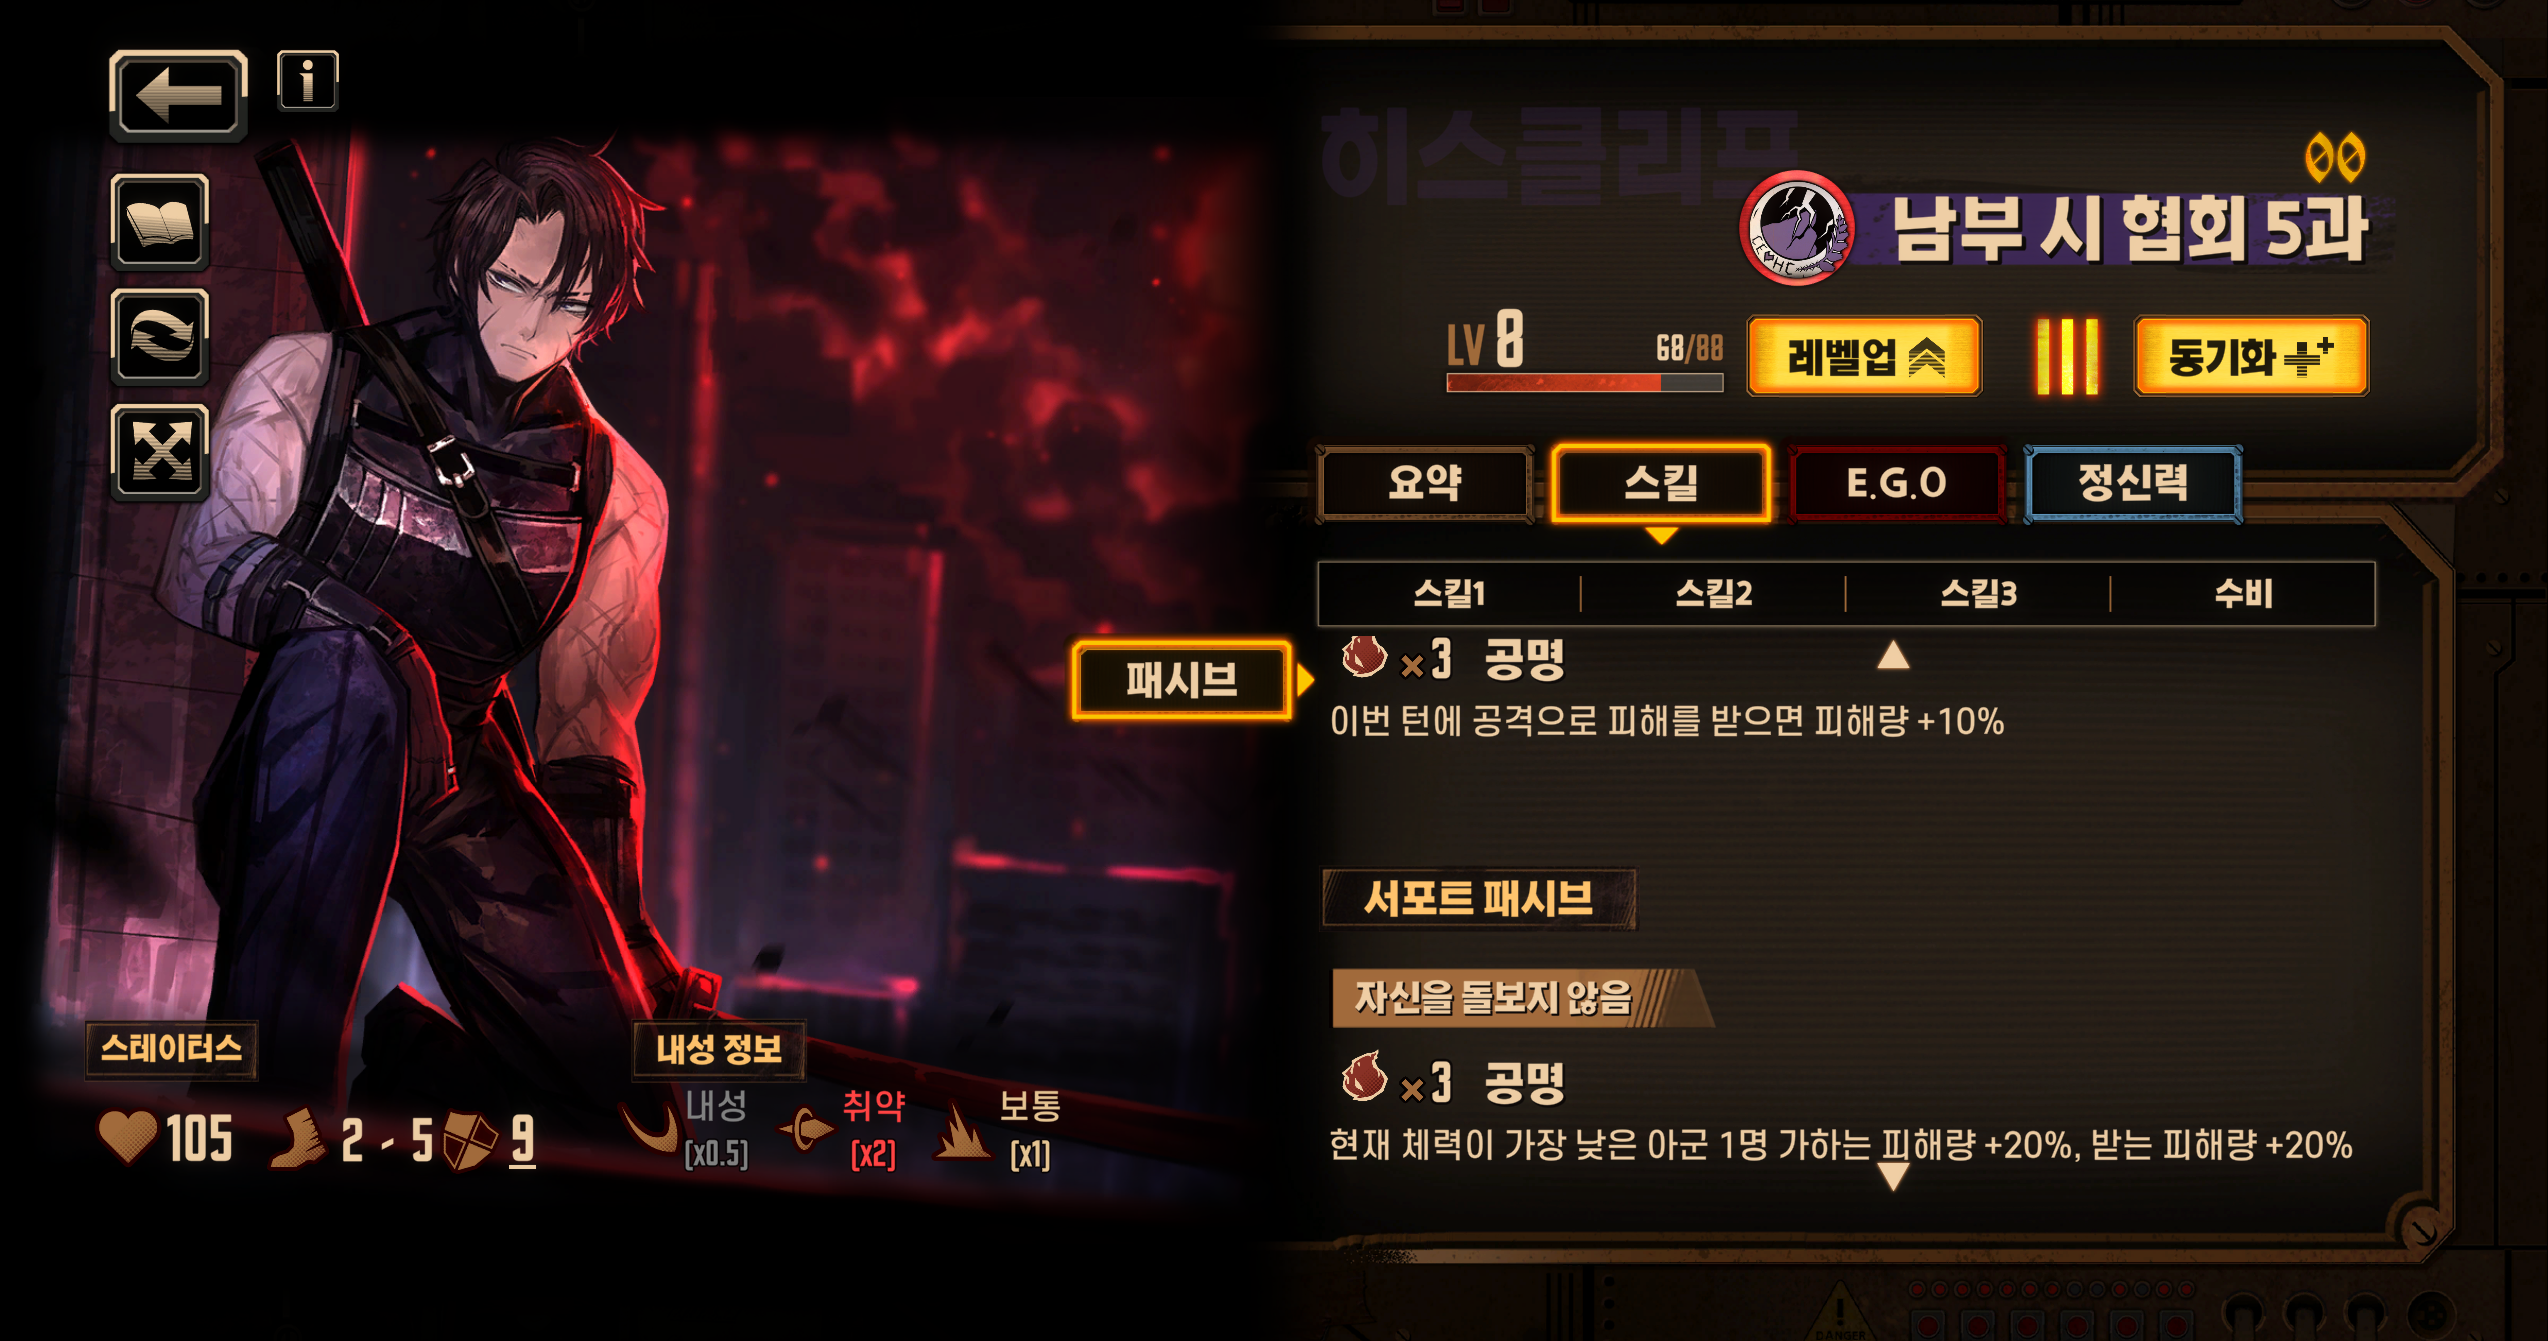 i
히스클리프
남부 시 협회 5과
LV 8
68/88
레벨업
동기화
요약
스킬
E.G.O
정신력
스킬1
스킬2
스킬3
수비
패시브
×3 공명
이번 턴에 공격으로 피해를 받으면 피해량 +10%
서포트 패시브
자신을 돌보지 않음
×3 공명
현재 체력이 가장 낮은 아군 1명 가하는 피해량 +20%, 받는 피해량 +20%
스테이터스
105
2 - 5
9
내성 정보
내성
[x0.5]
취약
[x2]
보통
[x1]
DANGER